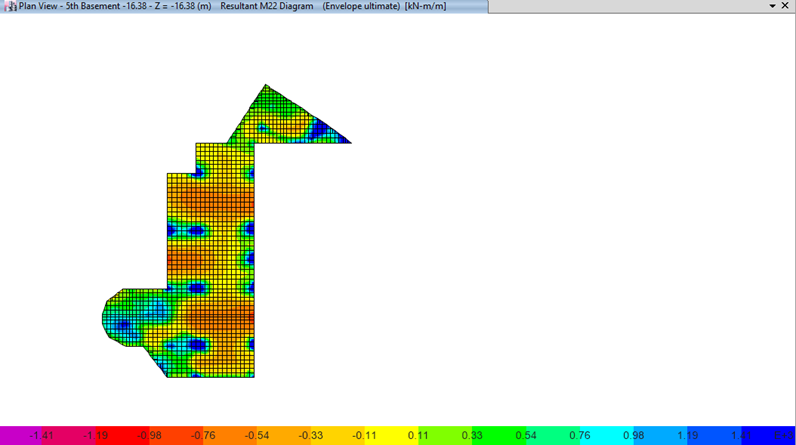 Plan View - 5th Basement -16.38 - Z = -16.38 (m)   Resultant M22 Diagram   (Envelope ultimate)  [kN-m/m]
-1.41 -1.19 -0.98 -0.76 -0.54 -0.33 -0.11 0.11 0.33 0.54 0.76 0.98 1.19